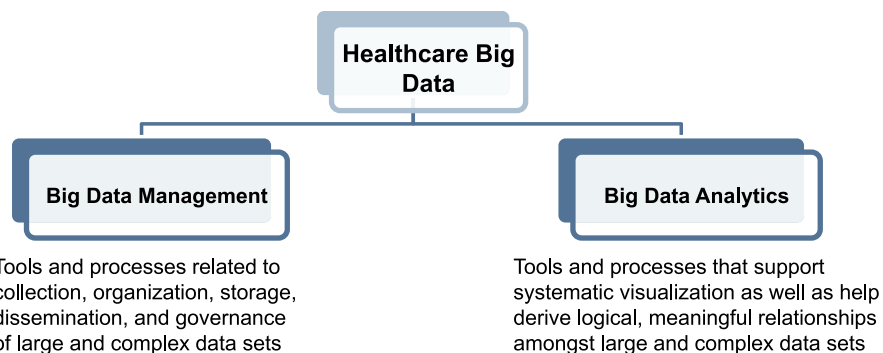 Healthcare Big
Data
Big Data Management
Big Data Analytics
Tools and processes related to
collection, organization, storage,
dissemination, and governance
of large and complex data sets
Tools and processes that support
systematic visualization as well as help
derive logical, meaningful relationships
amongst large and complex data sets